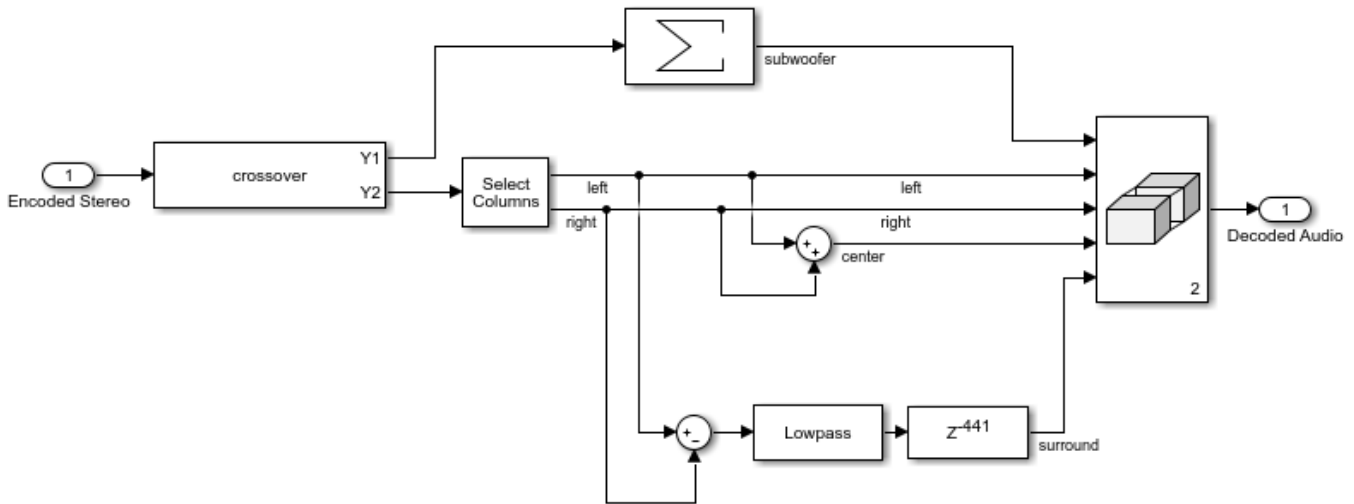 subwoofer
1
Encoded Stereo
crossover
Y1
Y2
Select
Columns
left
right
left
right
+
+
center
2
1
Decoded Audio
+
-
Lowpass
Z-441
surround